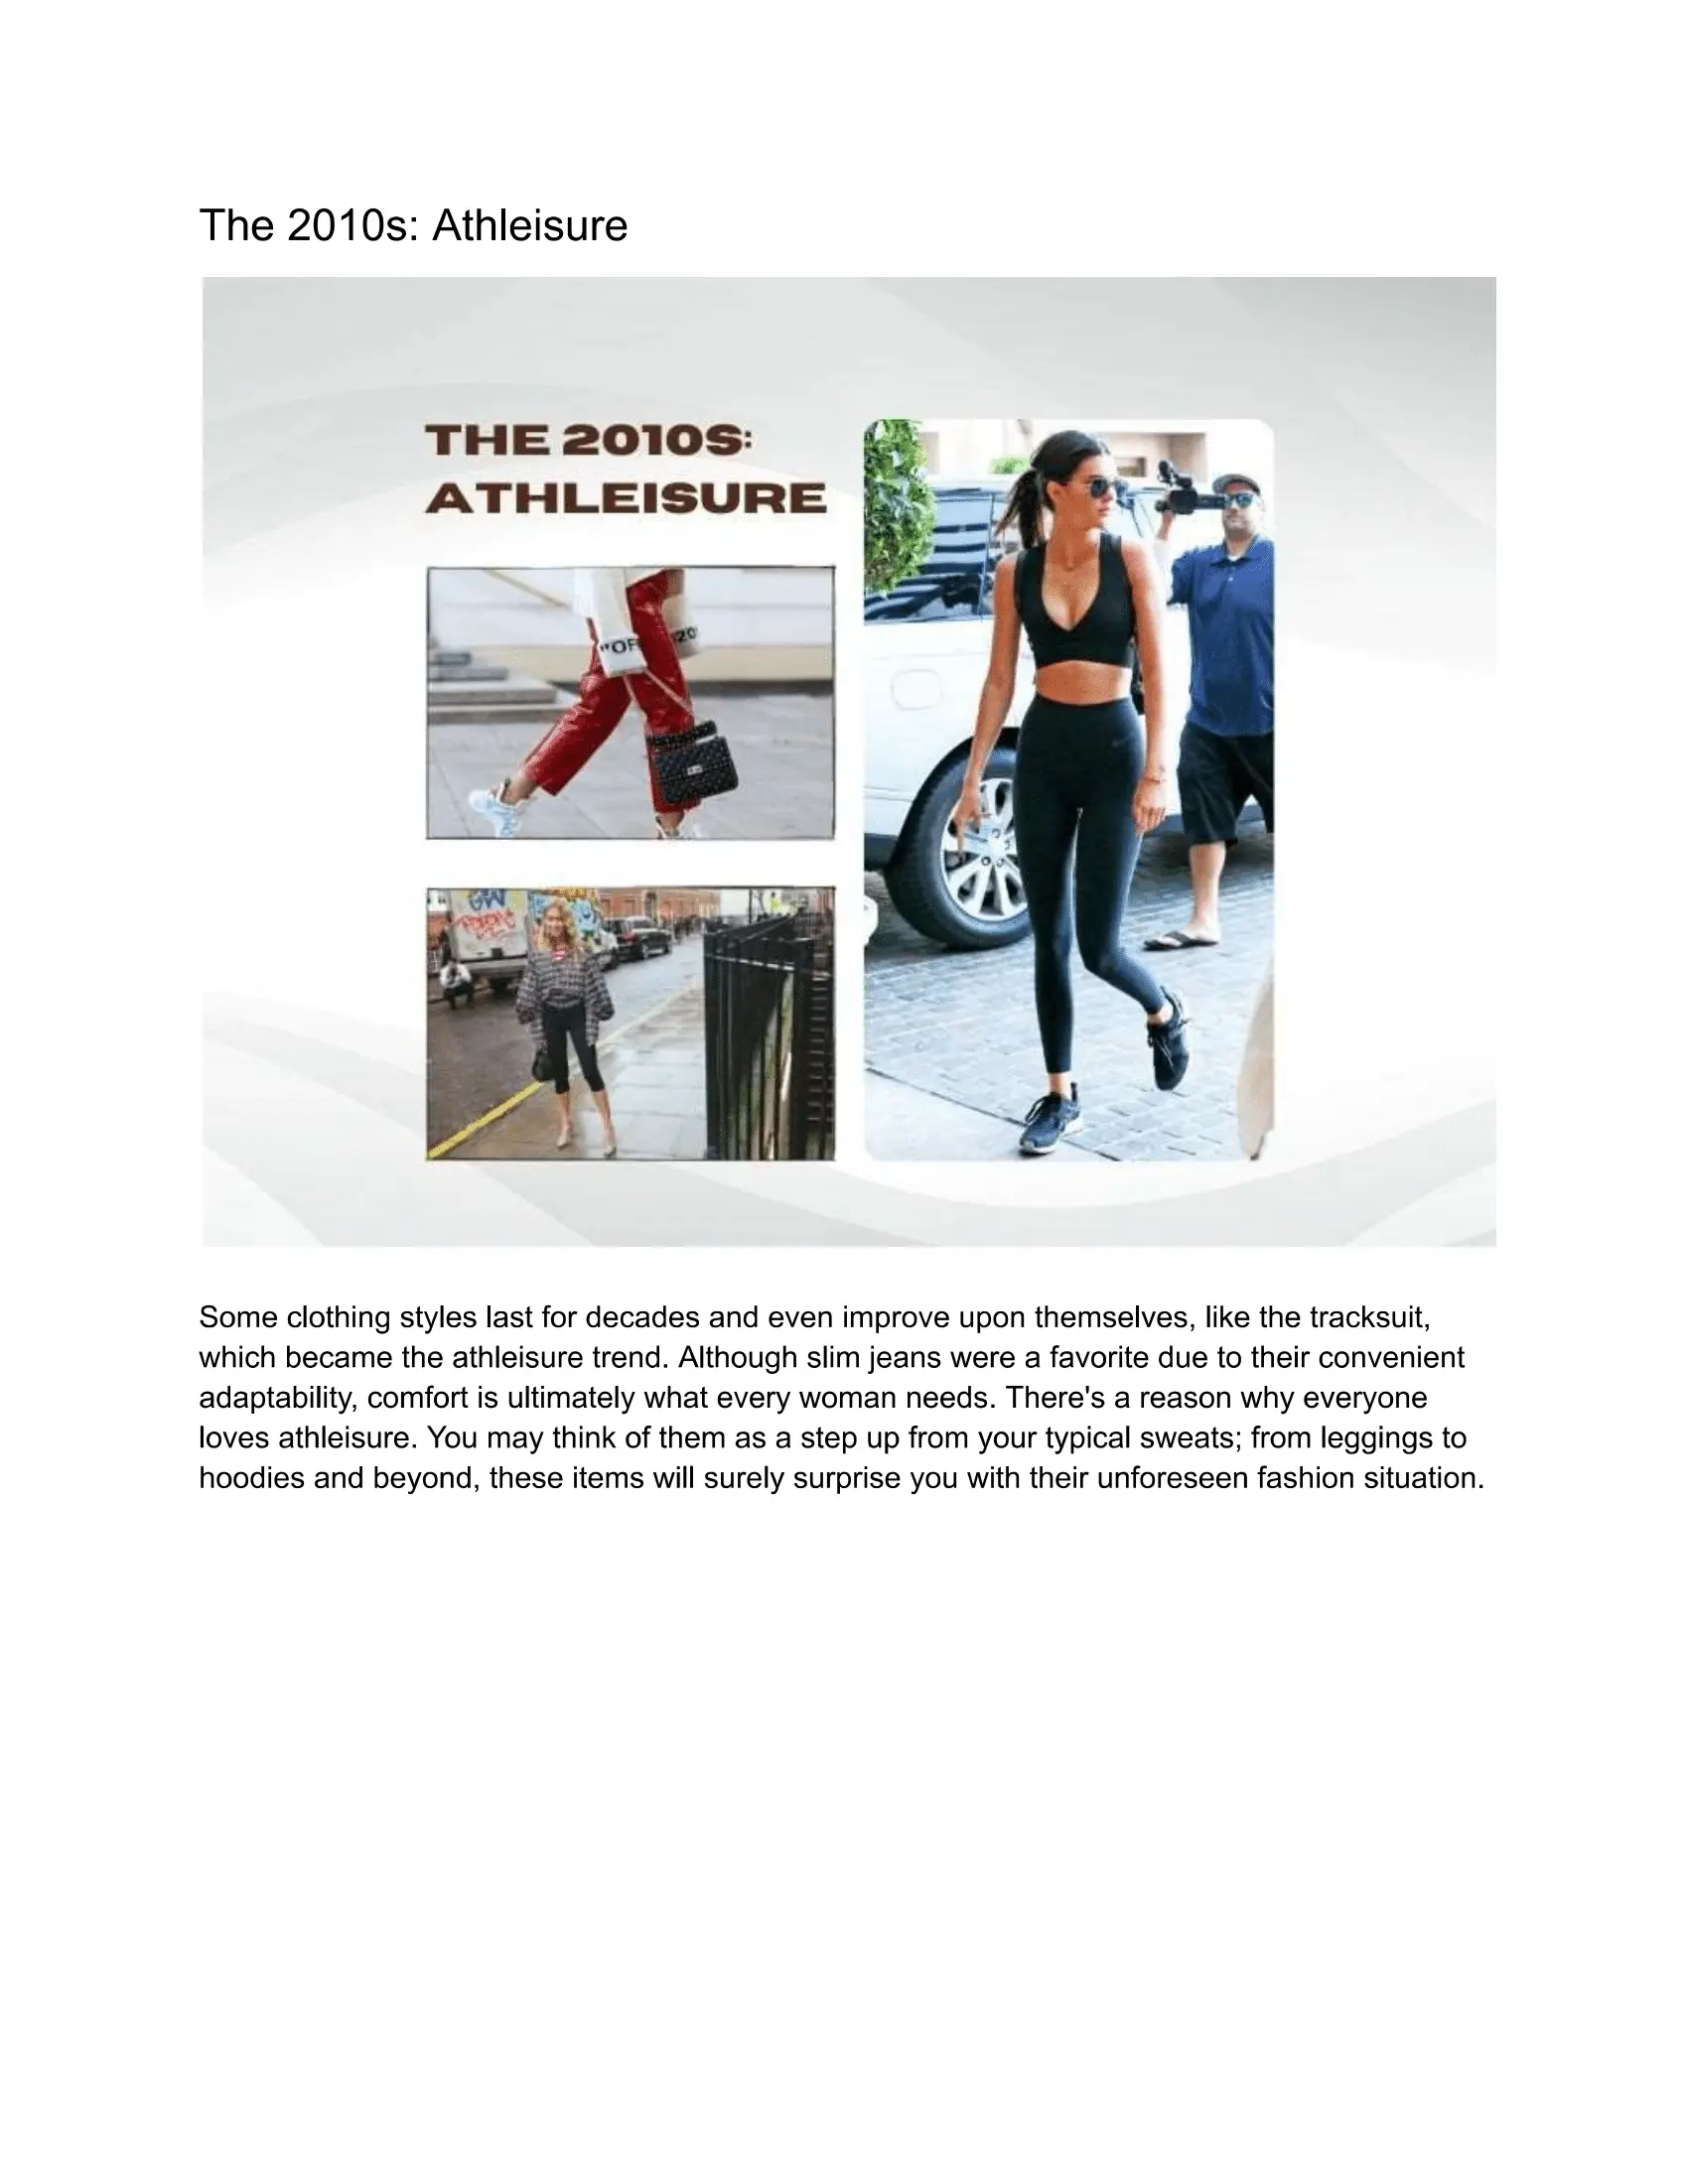 The 2010s: Athleisure
THE 2010S:
ATHLEISURE
"OF
Some clothing styles last for decades and even improve upon themselves, like the tracksuit,
which became the athleisure trend. Although slim jeans were a favorite due to their convenient
adaptability, comfort is ultimately what every woman needs. There's a reason why everyone
loves athleisure. You may think of them as a step up from your typical sweats; from leggings to
hoodies and beyond, these items will surely surprise you with their unforeseen fashion situation.